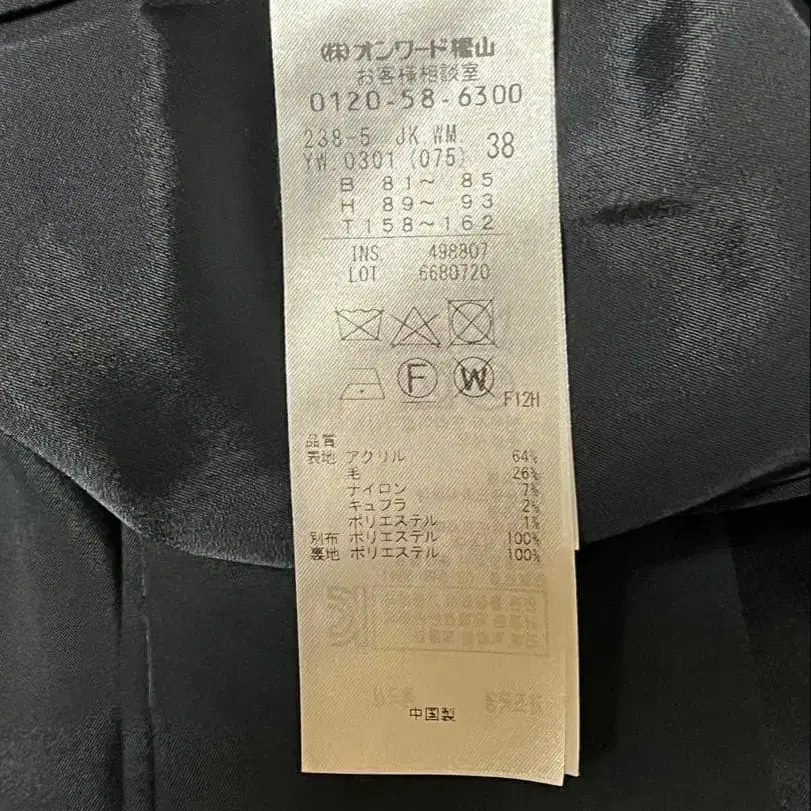 (株)オンワード樫山
お客様相談室
0120-58-6300
238-5 JK.WM. 38
YW.0301(075)
B 81~ 85
H 89~ 93
T158~162
INS. 498807
LOT 6680720
F
W
F12H
品質
表地 アクリル 64%
毛 26%
ナイロン 7%
キュプラ 2%
ポリエステル 1%
別布 ポリエステル 100%
裏地 ポリエステル 100%
中国製